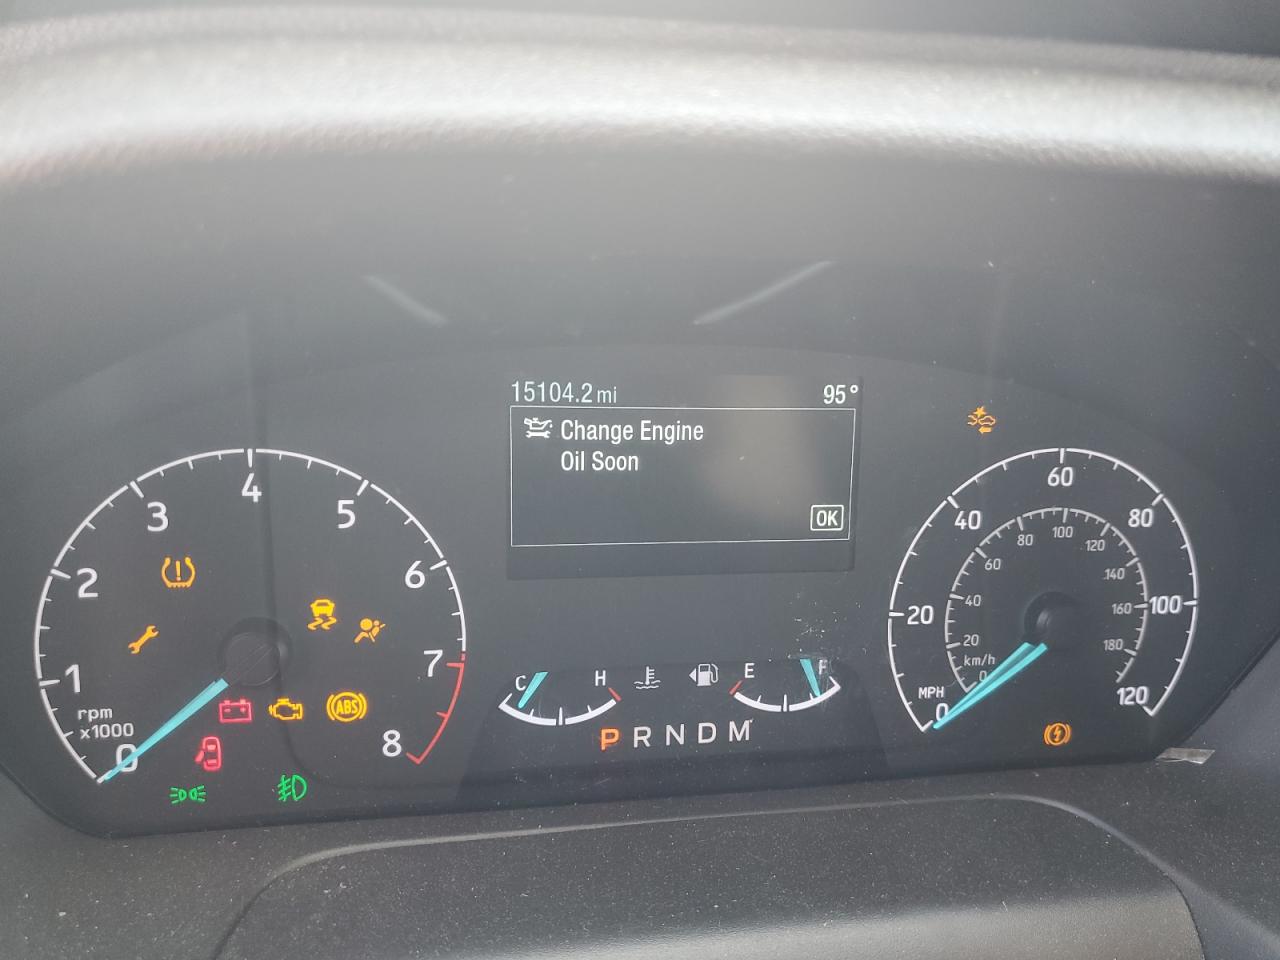 15104.2 mi 95°
Change Engine
Oil Soon
OK
0 1 2 3 4 5 6 7 8
rpm
x1000
ABS
C H
E F
P R N D M
0 20 40 60 80 100 120
MPH
0 20 40 60 80 100 120 140 160 180
km/h